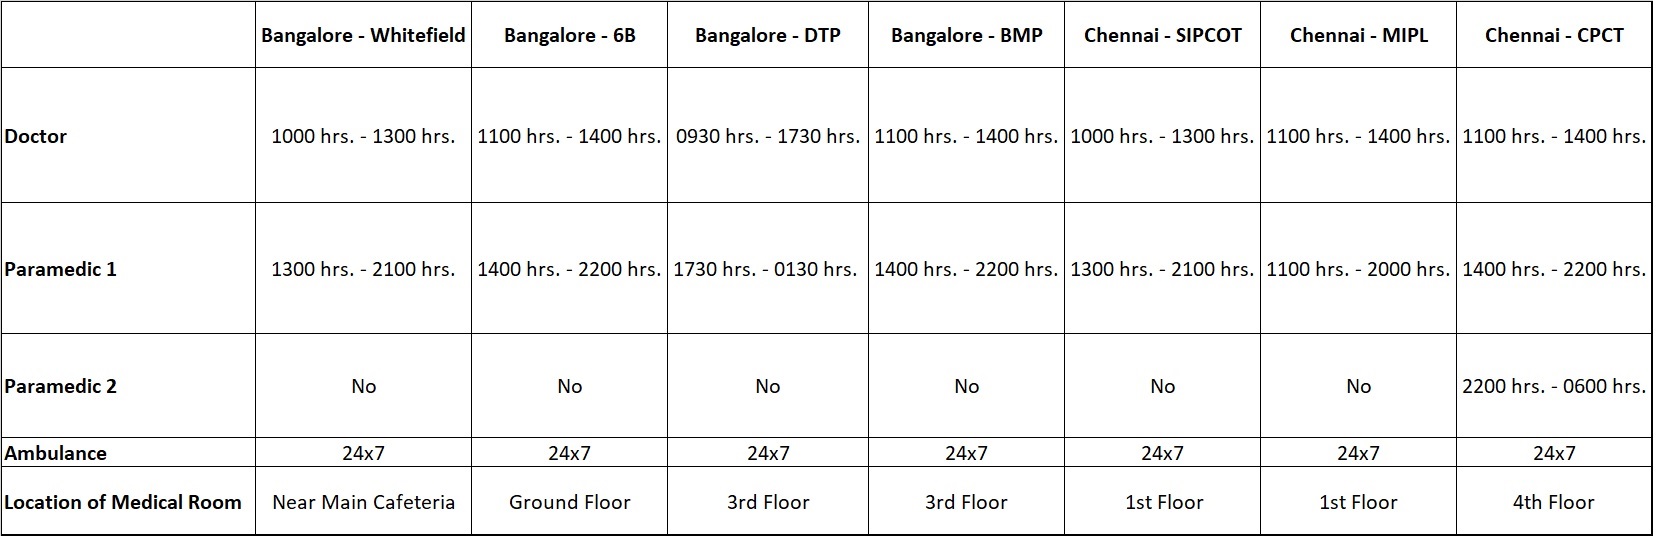 Bangalore - Whitefield Bangalore - 6B Bangalore - DTP Bangalore - BMP Chennai - SIPCOT Chennai - MIPL Chennai - CPCT
Doctor 1000 hrs. - 1300 hrs. 1100 hrs. - 1400 hrs. 0930 hrs. - 1730 hrs. 1100 hrs. - 1400 hrs. 1000 hrs. - 1300 hrs. 1100 hrs. - 1400 hrs. 1100 hrs. - 1400 hrs.
Paramedic 1 1300 hrs. - 2100 hrs. 1400 hrs. - 2200 hrs. 1730 hrs. - 0130 hrs. 1400 hrs. - 2200 hrs. 1300 hrs. - 2100 hrs. 1100 hrs. - 2000 hrs. 1400 hrs. - 2200 hrs.
Paramedic 2 No No No No No No 2200 hrs. - 0600 hrs.
Ambulance 24x7 24x7 24x7 24x7 24x7 24x7 24x7
Location of Medical Room Near Main Cafeteria Ground Floor 3rd Floor 3rd Floor 1st Floor 1st Floor 4th Floor